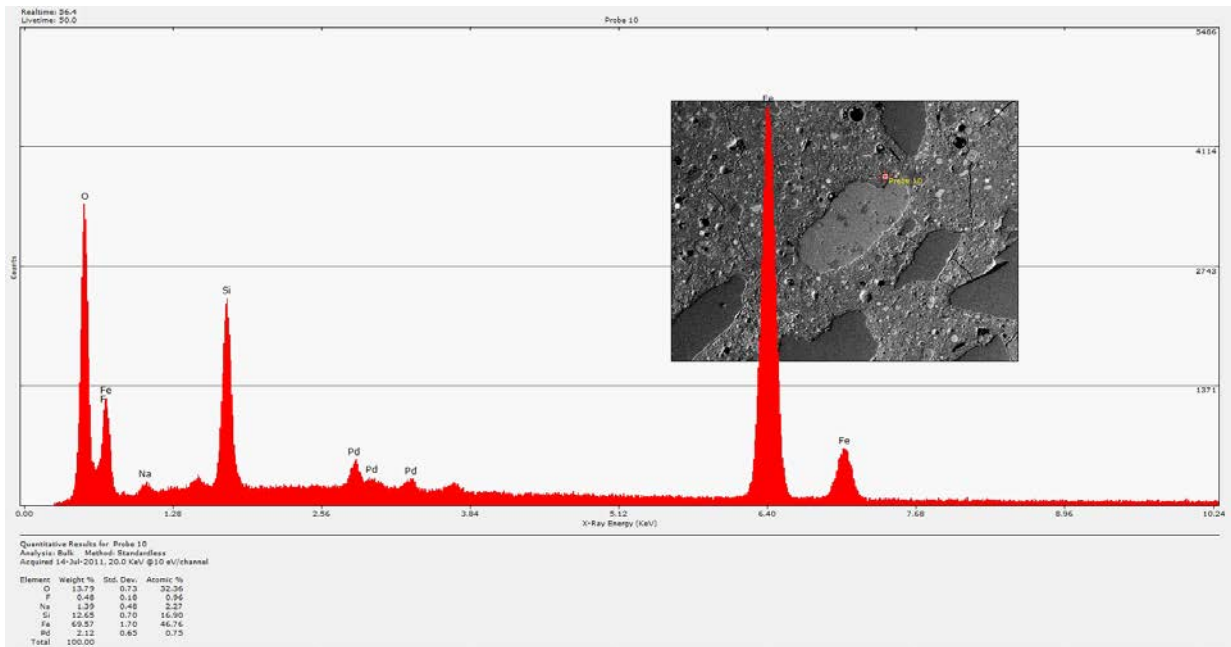 Realtime: 56.4
Livetime: 50.0
Probe 10
5486
Fe
4114
O
Probe 10
Counts
2743
Si
Fe
F
1371
Fe
Pd
Na
Pd
Pd
0.00 1.28 2.56 3.84 5.12 6.40 7.68 8.96 10.24
X-Ray Energy (KeV)
Quantitative Results for Probe 10
Analysis: Bulk Method: Standardless
Acquired 14-Jul-2011, 20.0 KeV @10 eV/channel
Element Weight % Std. Dev. Atomic %
O 13.79 0.73 32.36
F 0.48 0.18 0.96
Na 1.39 0.48 2.27
Si 12.65 0.70 16.90
Fe 69.57 1.70 46.76
Pd 2.12 0.65 0.75
Total 100.00